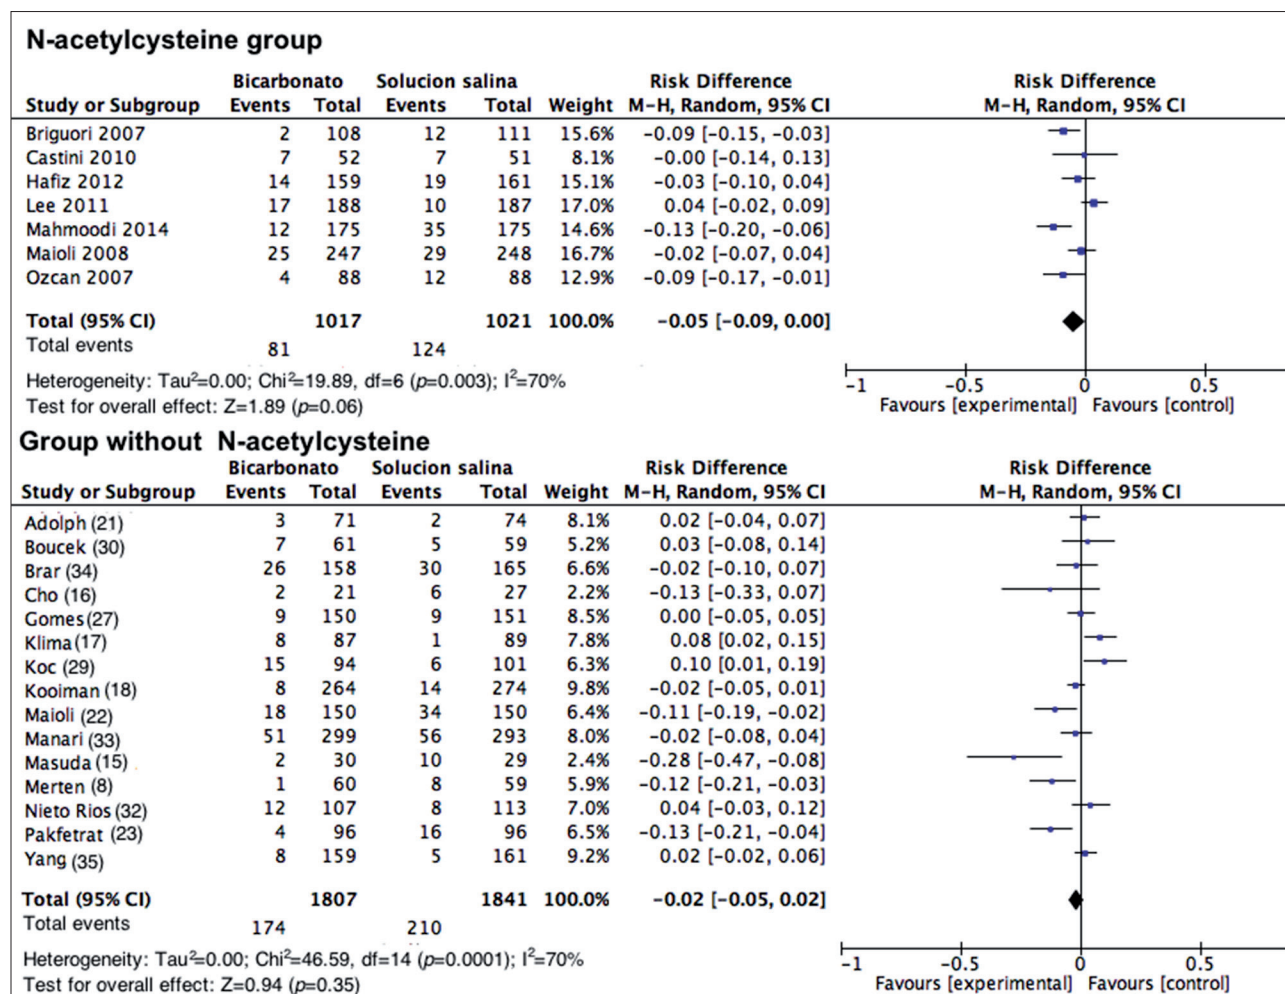 N-acetylcysteine group
Bicarbonato Solucion salina Risk Difference Risk Difference
Study or Subgroup Events Total Events Total Weight M-H, Random, 95% CI M-H, Random, 95% CI
Briguori 2007 2 108 12 111 15.6% -0.09 [-0.15, -0.03]
Castini 2010 7 52 7 51 8.1% -0.00 [-0.14, 0.13]
Hafiz 2012 14 159 19 161 15.1% -0.03 [-0.10, 0.04]
Lee 2011 17 188 10 187 17.0% 0.04 [-0.02, 0.09]
Mahmoodi 2014 12 175 35 175 14.6% -0.13 [-0.20, -0.06]
Maioli 2008 25 247 29 248 16.7% -0.02 [-0.07, 0.04]
Ozcan 2007 4 88 12 88 12.9% -0.09 [-0.17, -0.01]
Total (95% CI) 1017 1021 100.0% -0.05 [-0.09, 0.00]
Total events 81 124
Heterogeneity: Tau²=0.00; Chi²=19.89, df=6 (p=0.003); I²=70%
Test for overall effect: Z=1.89 (p=0.06)
-1 -0.5 0 0.5
Favours [experimental] Favours [control]
Group without N-acetylcysteine
Bicarbonato Solucion salina Risk Difference Risk Difference
Study or Subgroup Events Total Events Total Weight M-H, Random, 95% CI M-H, Random, 95% CI
Adolph (21) 3 71 2 74 8.1% 0.02 [-0.04, 0.07]
Boucek (30) 7 61 5 59 5.2% 0.03 [-0.08, 0.14]
Brar (34) 26 158 30 165 6.6% -0.02 [-0.10, 0.07]
Cho (16) 2 21 6 27 2.2% -0.13 [-0.33, 0.07]
Gomes (27) 9 150 9 151 8.5% 0.00 [-0.05, 0.05]
Klima (17) 8 87 1 89 7.8% 0.08 [0.02, 0.15]
Koc (29) 15 94 6 101 6.3% 0.10 [0.01, 0.19]
Kooiman (18) 8 264 14 274 9.8% -0.02 [-0.05, 0.01]
Maioli (22) 18 150 34 150 6.4% -0.11 [-0.19, -0.02]
Manari (33) 51 299 56 293 8.0% -0.02 [-0.08, 0.04]
Masuda (15) 2 30 10 29 2.4% -0.28 [-0.47, -0.08]
Merten (8) 1 60 8 59 5.9% -0.12 [-0.21, -0.03]
Nieto Rios (32) 12 107 8 113 7.0% 0.04 [-0.03, 0.12]
Pakfetrat (23) 4 96 16 96 6.5% -0.13 [-0.21, -0.04]
Yang (35) 8 159 5 161 9.2% 0.02 [-0.02, 0.06]
Total (95% CI) 1807 1841 100.0% -0.02 [-0.05, 0.02]
Total events 174 210
Heterogeneity: Tau²=0.00; Chi²=46.59, df=14 (p=0.0001); I²=70%
Test for overall effect: Z=0.94 (p=0.35)
-1 -0.5 0 0.5
Favours [experimental] Favours [control]